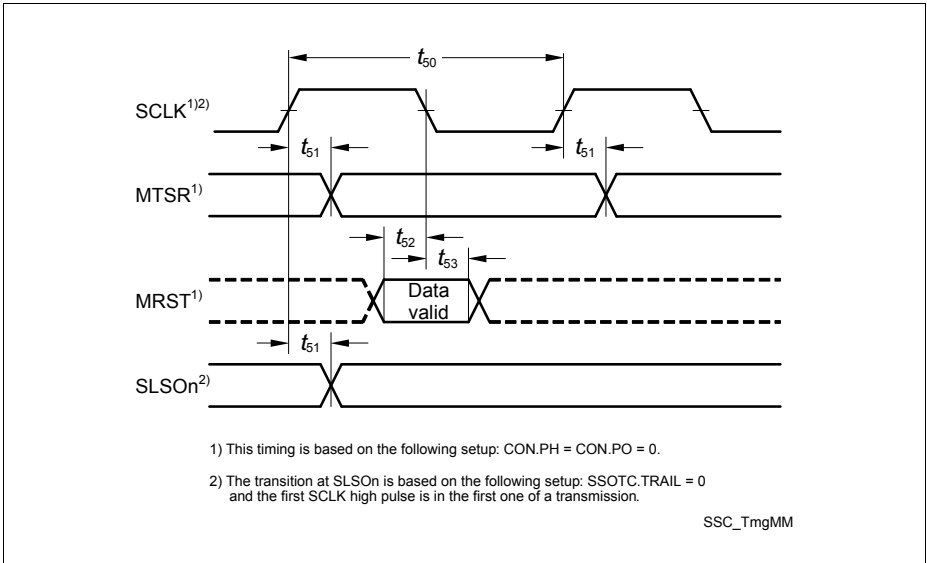 t50
SCLK1)2)
t51
t51
MTSR1)
t52
t53
MRST1)
Data
valid
t51
SLSOn2)
1) This timing is based on the following setup: CON.PH = CON.PO = 0.
2) The transition at SLSOn is based on the following setup: SSOTC.TRAIL = 0
and the first SCLK high pulse is in the first one of a transmission.
SSC_TmgMM